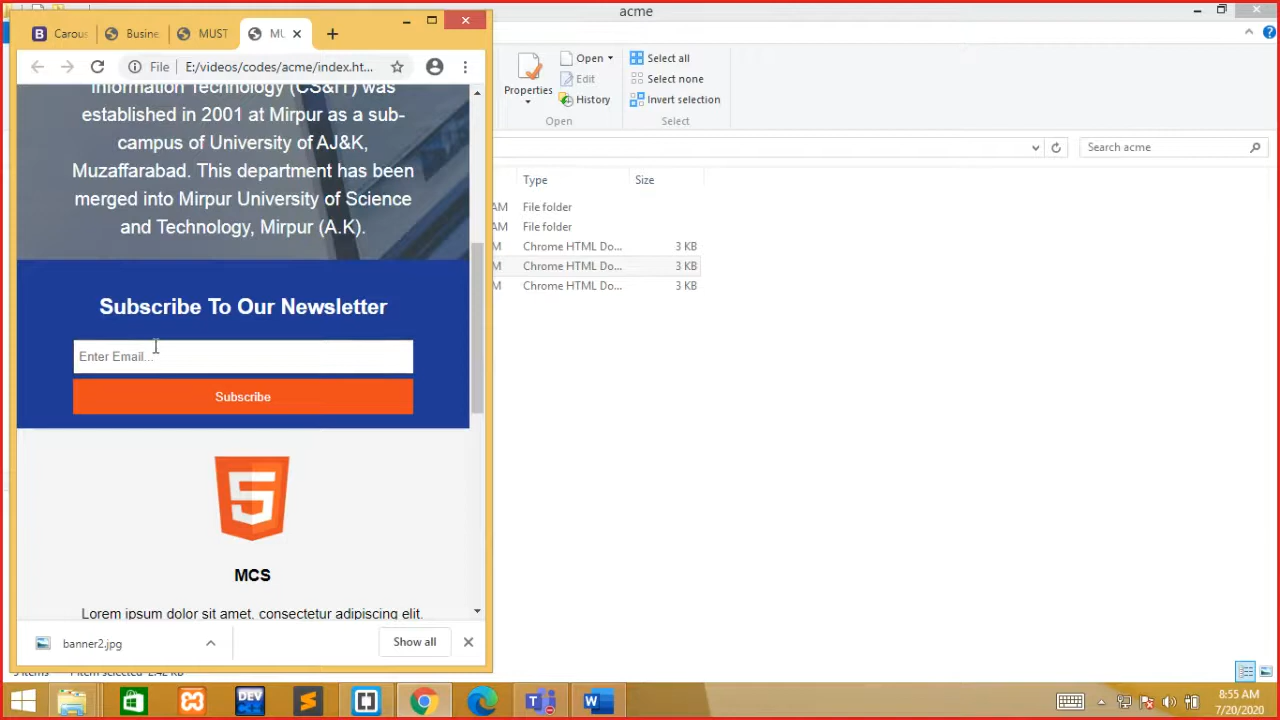 acme
Carous
Busine
MUST
MU
File
E:/videos/codes/acme/index.ht...
Properties
Open
Edit
History
Select all
Select none
Invert selection
Open
Select
Search acme
Type
Size
AM
File folder
AM
File folder
M
Chrome HTML Do...
3 KB
M
Chrome HTML Do...
3 KB
M
Chrome HTML Do...
3 KB
Information Technology (CS&IT) was
established in 2001 at Mirpur as a sub-
campus of University of AJ&K,
Muzaffarabad. This department has been
merged into Mirpur University of Science
and Technology, Mirpur (A.K).
Subscribe To Our Newsletter
Enter Email...
Subscribe
5
MCS
Lorem ipsum dolor sit amet, consectetur adipiscing elit.
banner2.jpg
Show all
DEV
8:55 AM
7/20/2020